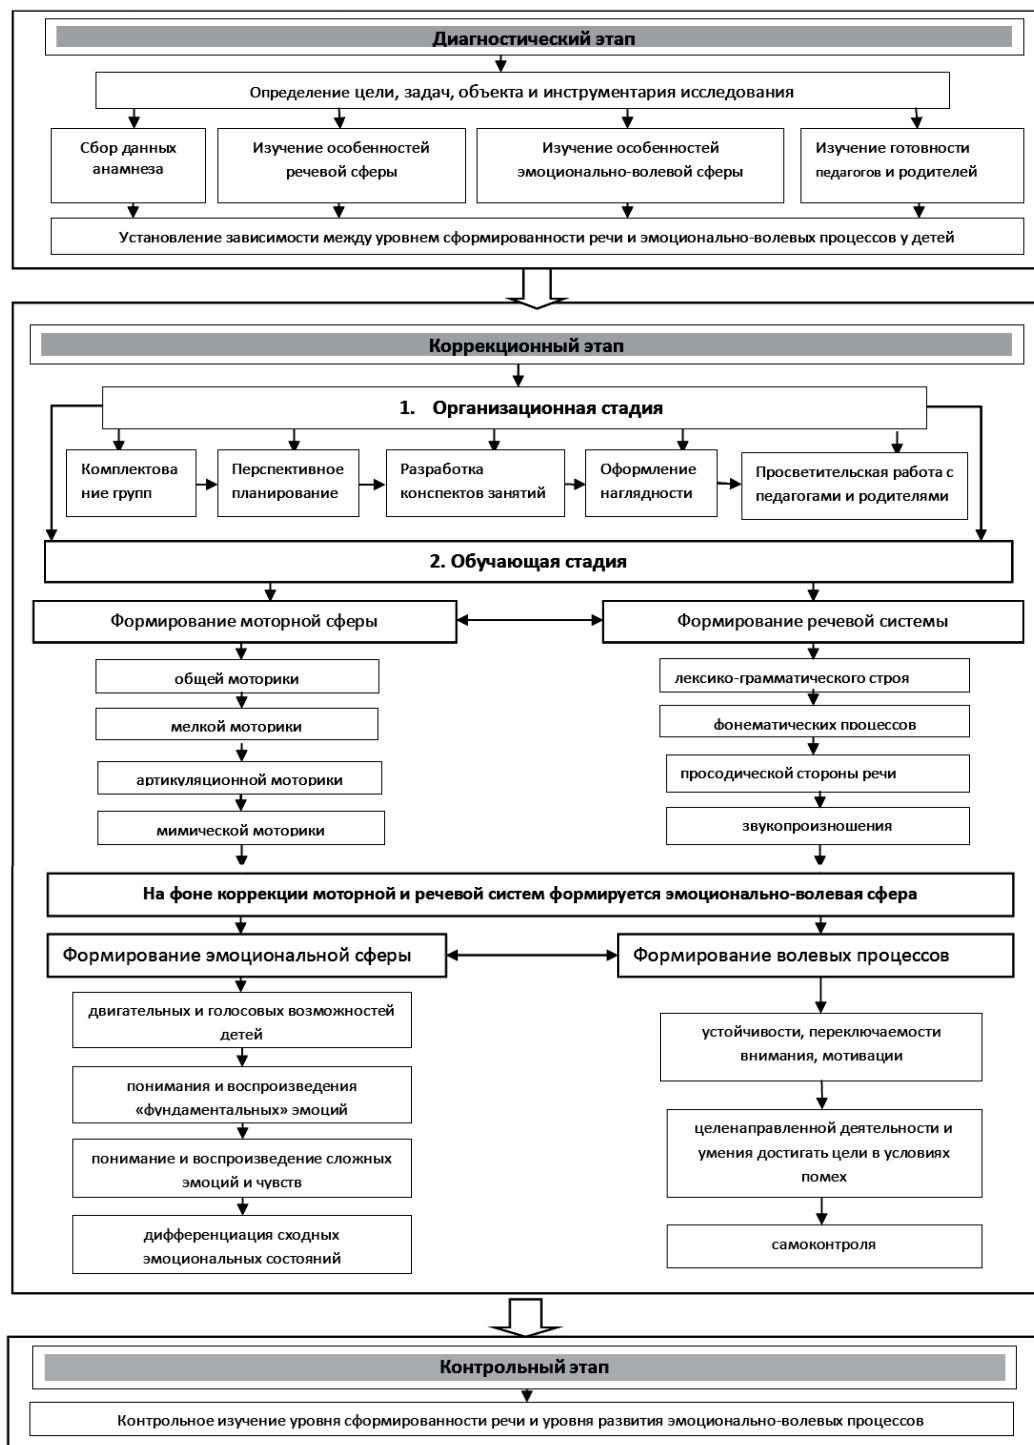 Диагностический этап
Определение цели, задач, объекта и инструментария исследования
Сбор данных
анамнеза
Изучение особенностей
речевой сферы
Изучение особенностей
эмоционально-волевой сферы
Изучение готовности
педагогов и родителей
Установление зависимости между уровнем сформированности речи и эмоционально-волевых процессов у детей
Коррекционный этап
1. Организационная стадия
Комплектова
ние групп
Перспективное
планирование
Разработка
конспектов занятий
Оформление
наглядности
Просветительская работа с
педагогами и родителями
2. Обучающая стадия
Формирование моторной сферы
Формирование речевой системы
общей моторики
мелкой моторики
артикуляционной моторики
мимической моторики
лексико-грамматического строя
фонематических процессов
просодической стороны речи
звукопроизношения
На фоне коррекции моторной и речевой систем формируется эмоционально-волевая сфера
Формирование эмоциональной сферы
Формирование волевых процессов
двигательных и голосовых возможностей
детей
понимания и воспроизведения
«фундаментальных» эмоций
понимание и воспроизведение сложных
эмоций и чувств
дифференциация сходных
эмоциональных состояний
устойчивости, переключаемости
внимания, мотивации
целенаправленной деятельности и
умения достигать цели в условиях
помех
самоконтроля
Контрольный этап
Контрольное изучение уровня сформированности речи и уровня развития эмоционально-волевых процессов